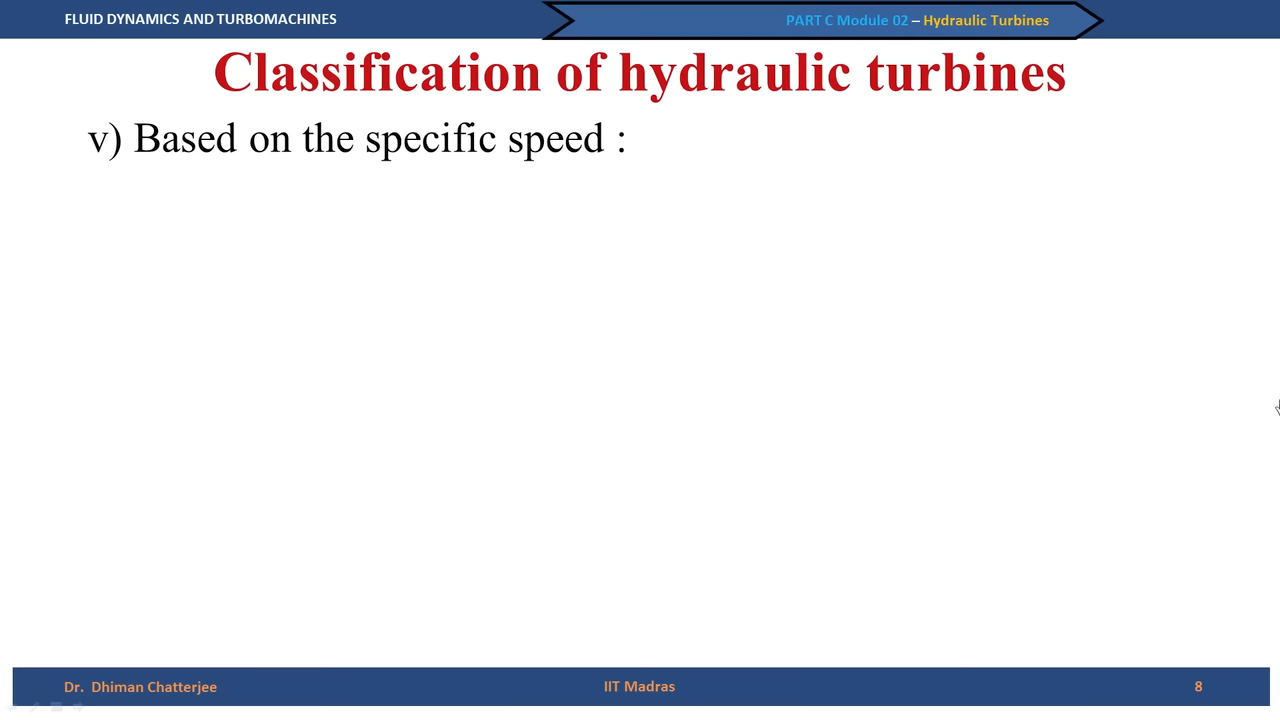 FLUID DYNAMICS AND TURBOMACHINES
PART C Module 02 – Hydraulic Turbines
Classification of hydraulic turbines
v) Based on the specific speed :
Dr. Dhiman Chatterjee
IIT Madras
8